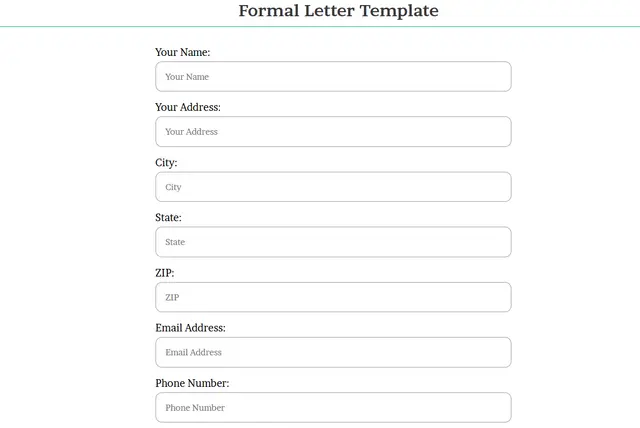 Formal Letter Template
Your Name:
Your Name
Your Address:
Your Address
City:
City
State:
State
ZIP:
ZIP
Email Address:
Email Address
Phone Number:
Phone Number